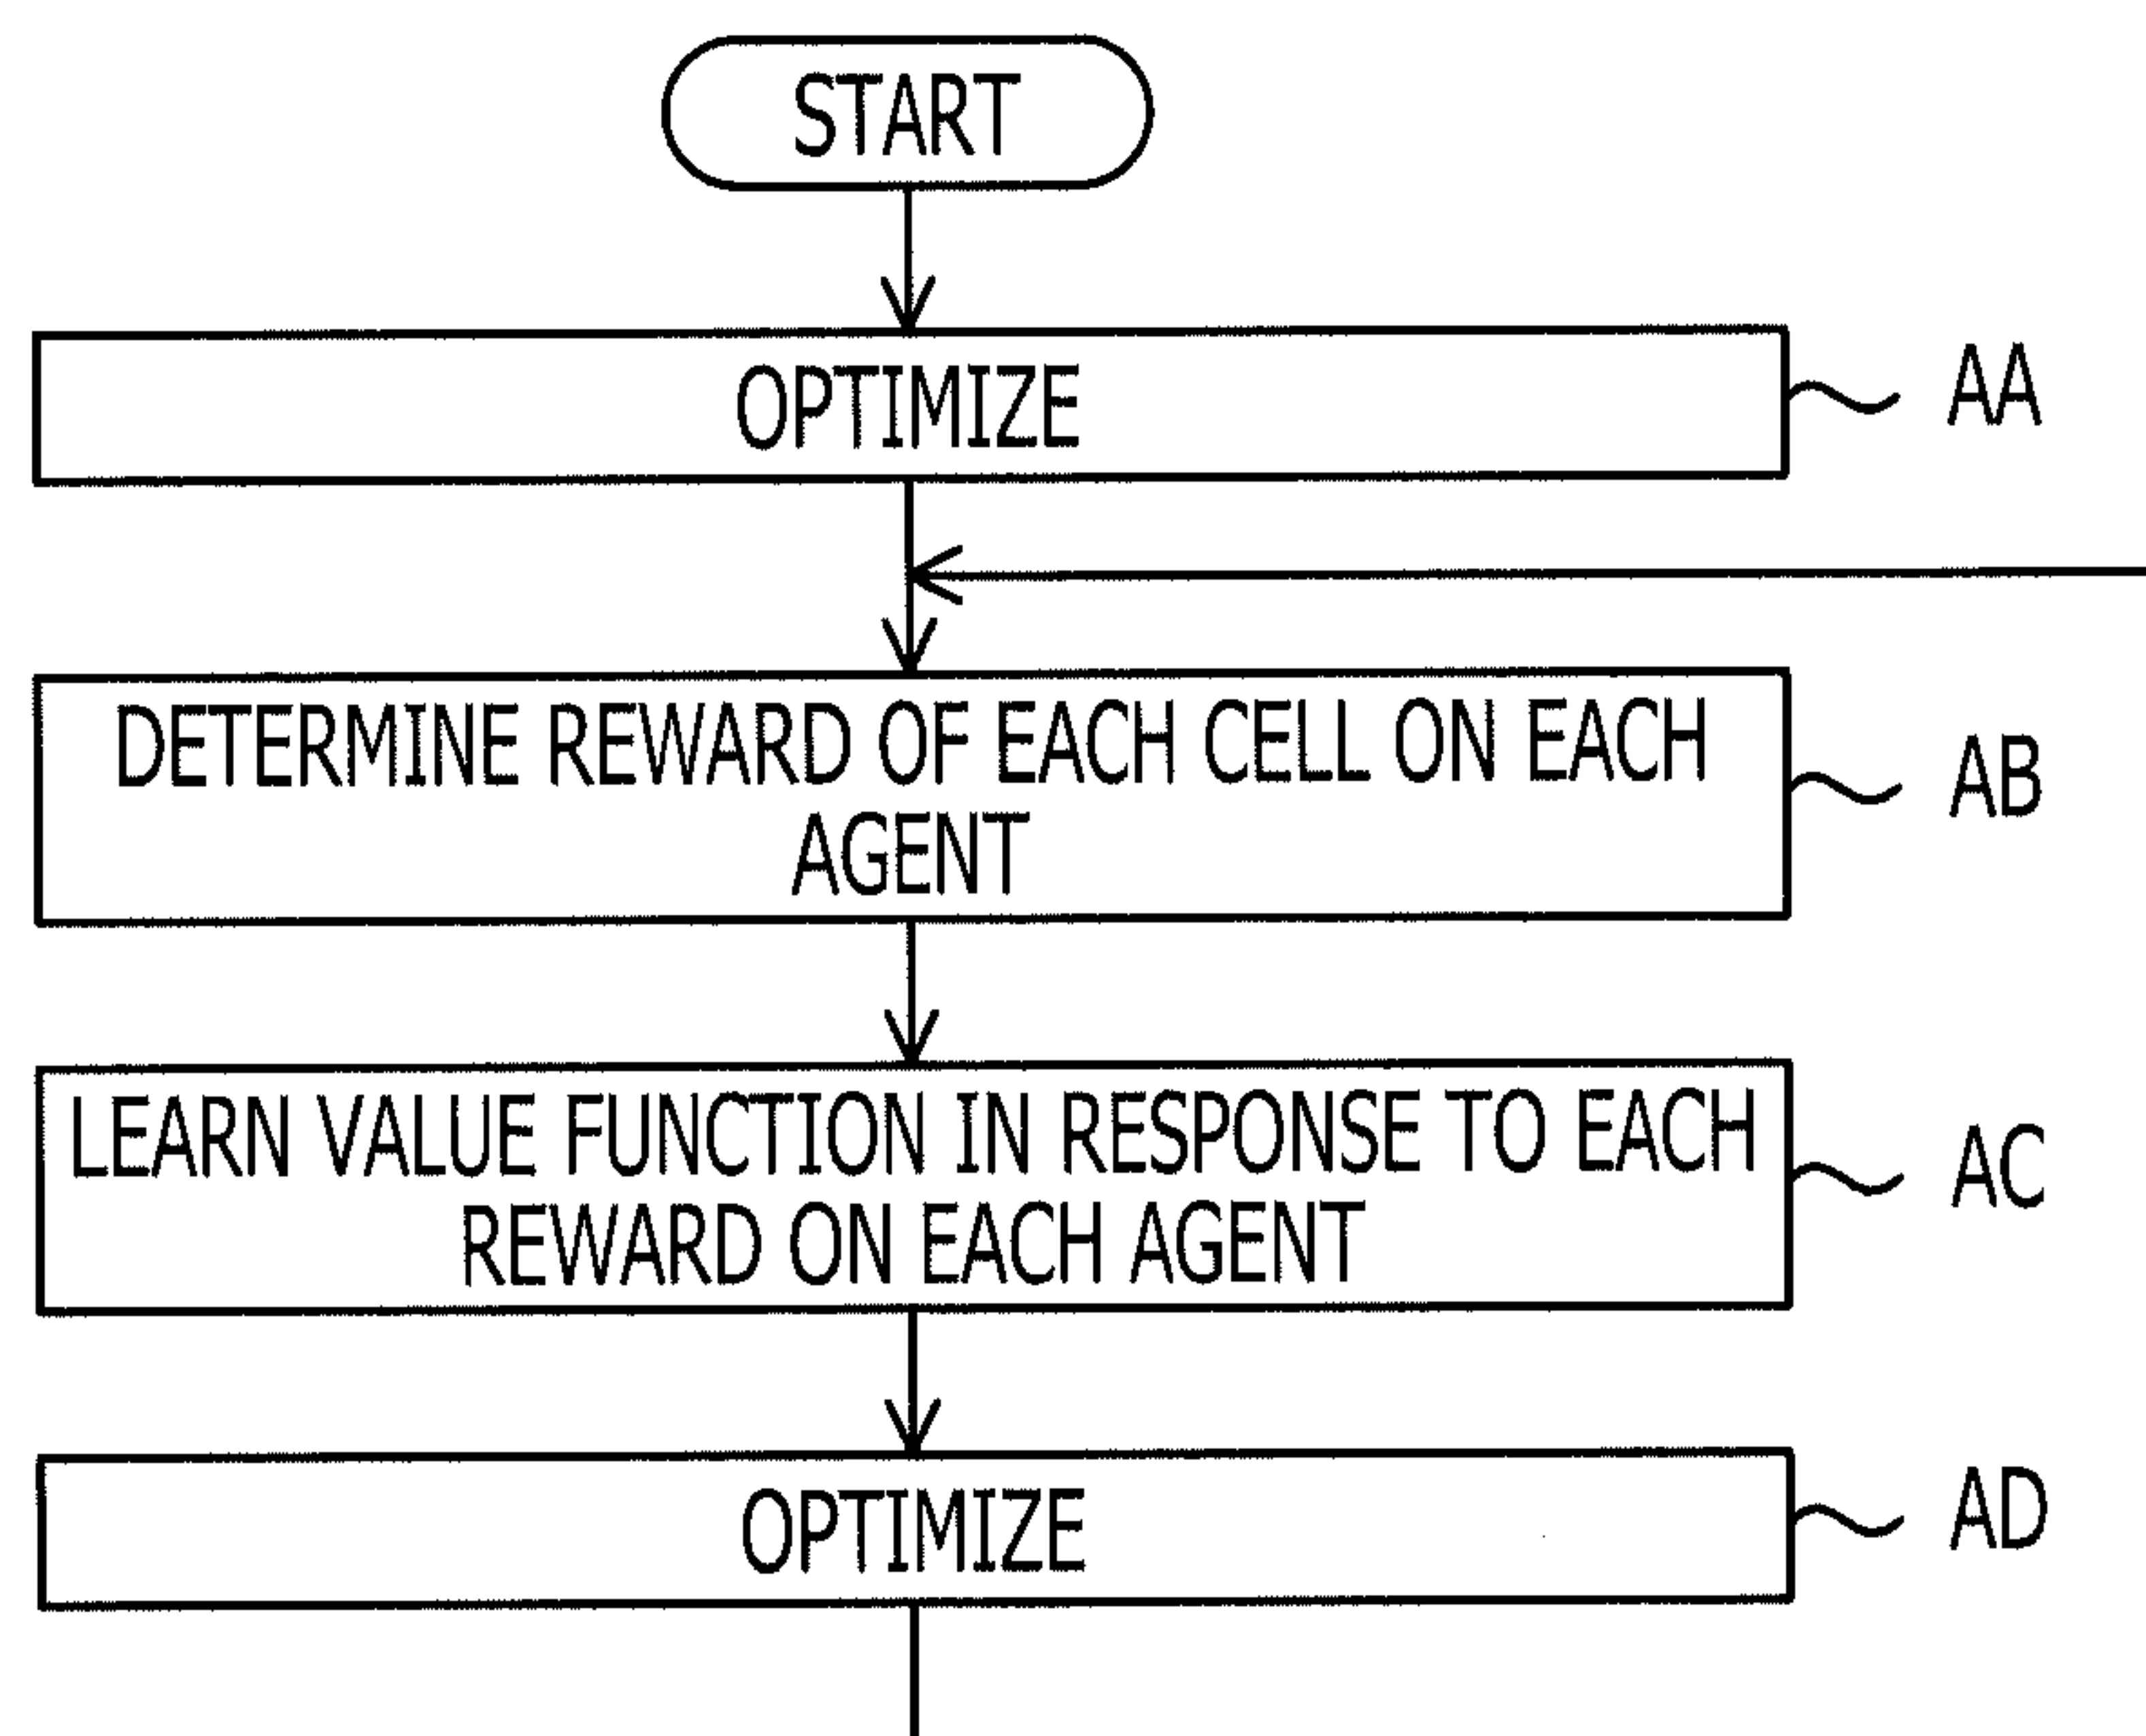 START
OPTIMIZE
AA
DETERMINE REWARD OF EACH CELL ON EACH
AGENT
AB
LEARN VALUE FUNCTION IN RESPONSE TO EACH
REWARD ON EACH AGENT
AC
OPTIMIZE
AD